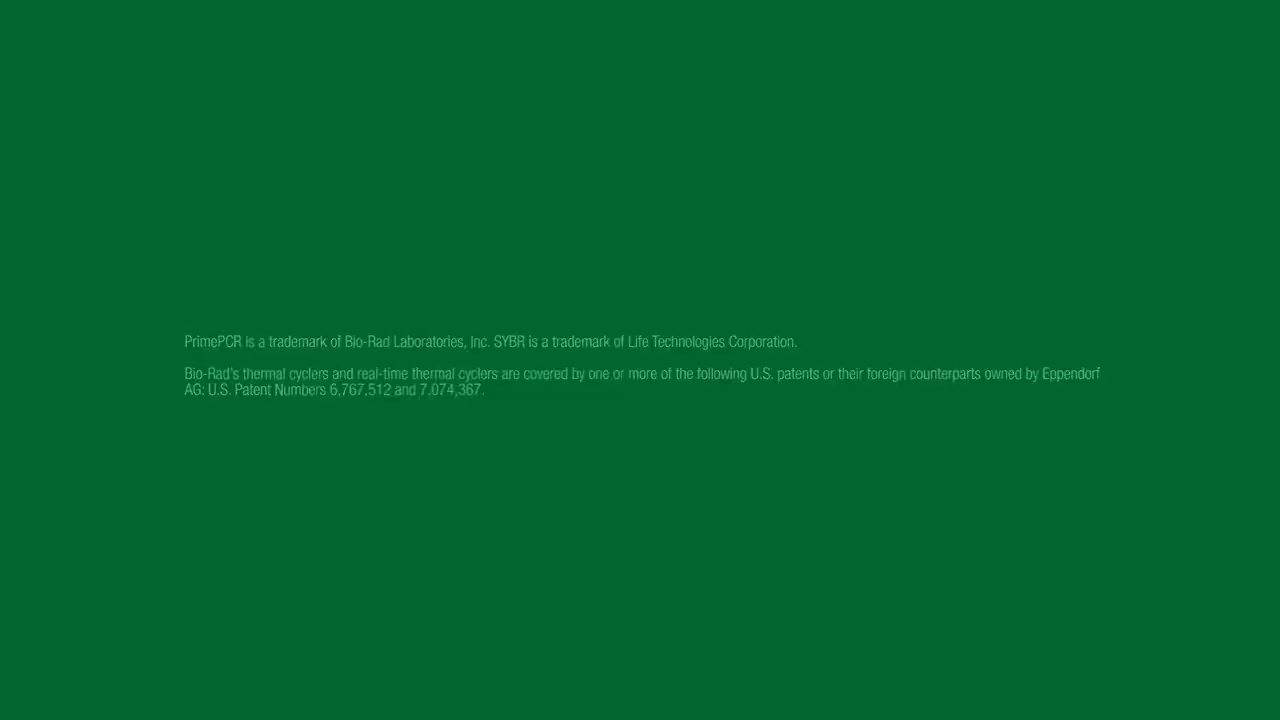 PrimePCR is a trademark of Bio-Rad Laboratories, Inc. SYBR is a trademark of Life Technologies Corporation.
Bio-Rad's thermal cyclers and real-time thermal cyclers are covered by one or more of the following U.S. patents or their foreign counterparts owned by Eppendorf
AG: U.S. Patent Numbers 6,767,512 and 7,074,367.